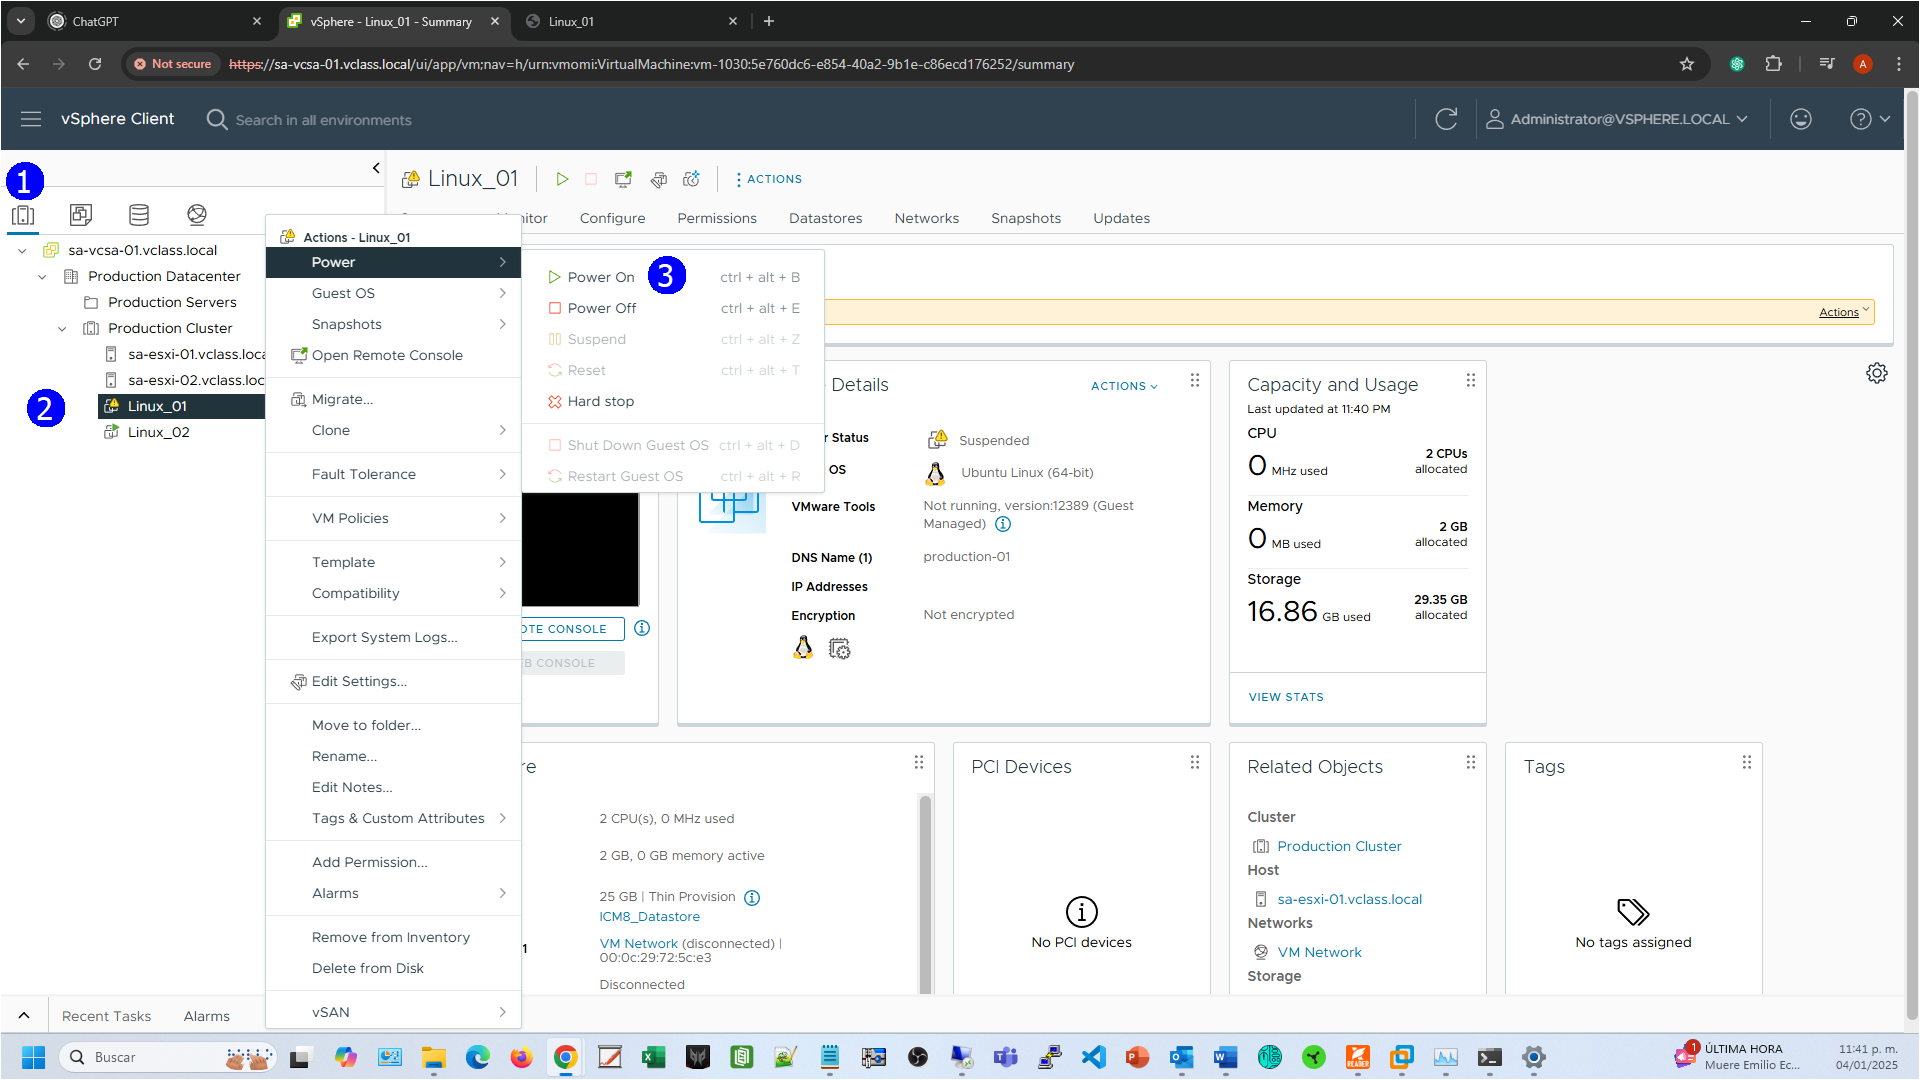 ChatGPT
vSphere - Linux_01 - Summary
Linux_01
Not secure
https://sa-vcsa-01.vclass.local/ui/app/vm;nav=h/urn:vmomi:VirtualMachine:vm-1030:5e760dc6-e854-40a2-9b1e-c86ecd176252/summary
A
vSphere Client
Search in all environments
Administrator@VSPHERE.LOCAL
1
Linux_01
ACTIONS
nitor
Configure
Permissions
Datastores
Networks
Snapshots
Updates
sa-vcsa-01.vclass.local
Production Datacenter
Production Servers
Production Cluster
sa-esxi-01.vclass.loca
sa-esxi-02.vclass.loc
2
Linux_01
Linux_02
Actions - Linux_01
Power
Guest OS
Snapshots
Open Remote Console
Migrate...
Clone
Fault Tolerance
VM Policies
Template
Compatibility
Export System Logs...
Edit Settings...
Move to folder...
Rename...
Edit Notes...
Tags & Custom Attributes
Add Permission...
Alarms
Remove from Inventory
Delete from Disk
vSAN
Power On
3
ctrl + alt + B
Power Off
ctrl + alt + E
Suspend
ctrl + alt + Z
Reset
ctrl + alt + T
Hard stop
Shut Down Guest OS
ctrl + alt + D
Restart Guest OS
ctrl + alt + R
Actions
OTE CONSOLE
EB CONSOLE
Details
ACTIONS
r Status
Suspended
OS
Ubuntu Linux (64-bit)
VMware Tools
Not running, version:12389 (Guest
Managed)
DNS Name (1)
production-01
IP Addresses
Encryption
Not encrypted
Capacity and Usage
Last updated at 11:40 PM
CPU
0 MHz used
2 CPUs
allocated
Memory
0 MB used
2 GB
allocated
Storage
16.86 GB used
29.35 GB
allocated
VIEW STATS
re
2 CPU(s), 0 MHz used
2 GB, 0 GB memory active
25 GB | Thin Provision
ICM8_Datastore
1
VM Network (disconnected) |
00:0c:29:72:5c:e3
Disconnected
PCI Devices
No PCI devices
Related Objects
Cluster
Production Cluster
Host
sa-esxi-01.vclass.local
Networks
VM Network
Storage
Tags
No tags assigned
Recent Tasks
Alarms
Buscar
READER
1
ÚLTIMA HORA
Muere Emilio Ec...
11:41 p. m.
04/01/2025